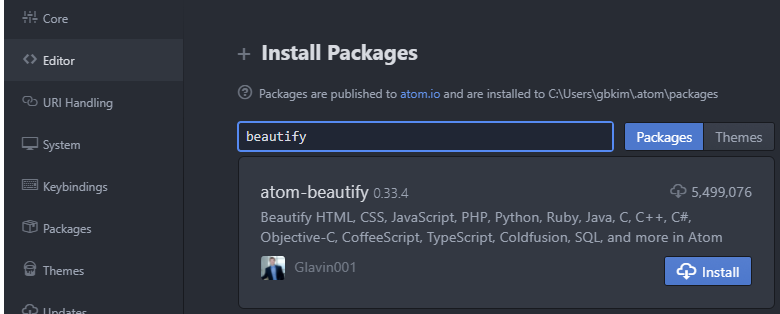 Core
Editor
URI Handling
System
Keybindings
Packages
Themes
Updates
+ Install Packages
Packages are published to atom.io and are installed to C:\Users\gbkim\.atom\packages
beautify
Packages Themes
atom-beautify 0.33.4 5,499,076
Beautify HTML, CSS, JavaScript, PHP, Python, Ruby, Java, C, C++, C#,
Objective-C, CoffeeScript, TypeScript, Coldfusion, SQL, and more in Atom
Glavin001
Install